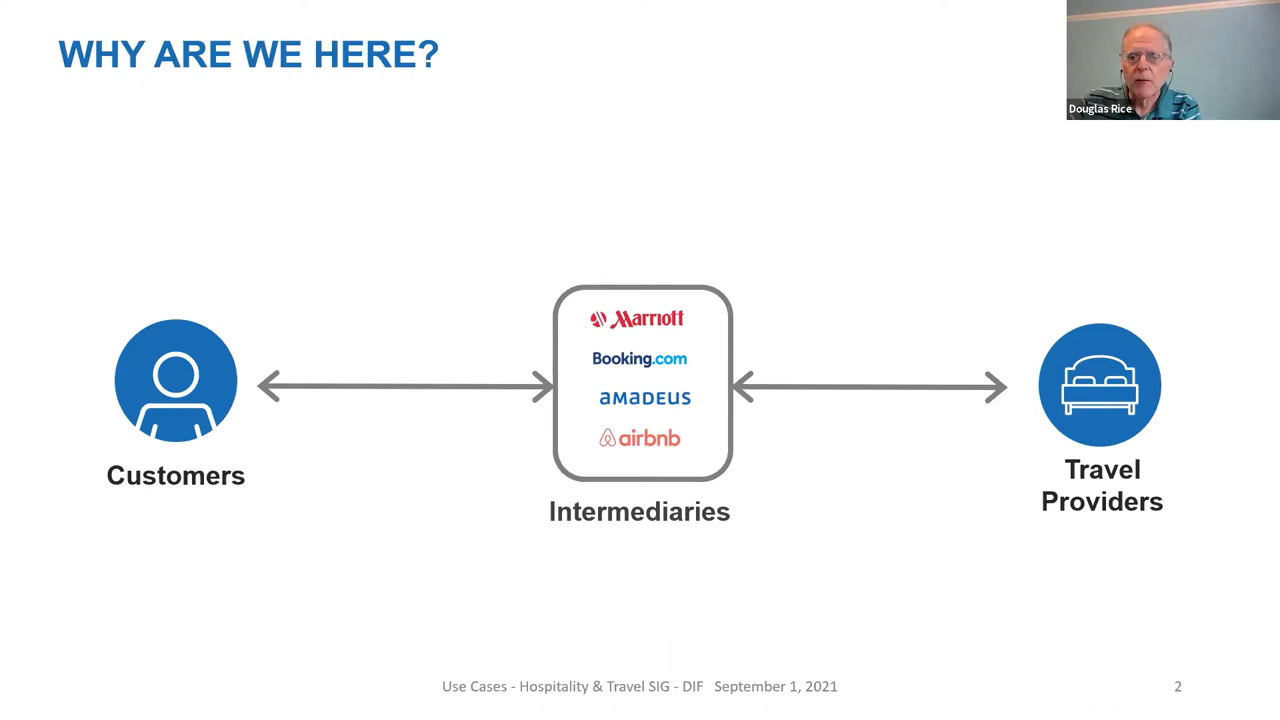 WHY ARE WE HERE?
Douglas Rice
Marriott
Booking.com
amadeus
airbnb
Customers
Intermediaries
Travel
Providers
Use Cases - Hospitality & Travel SIG - DIF September 1, 2021
2